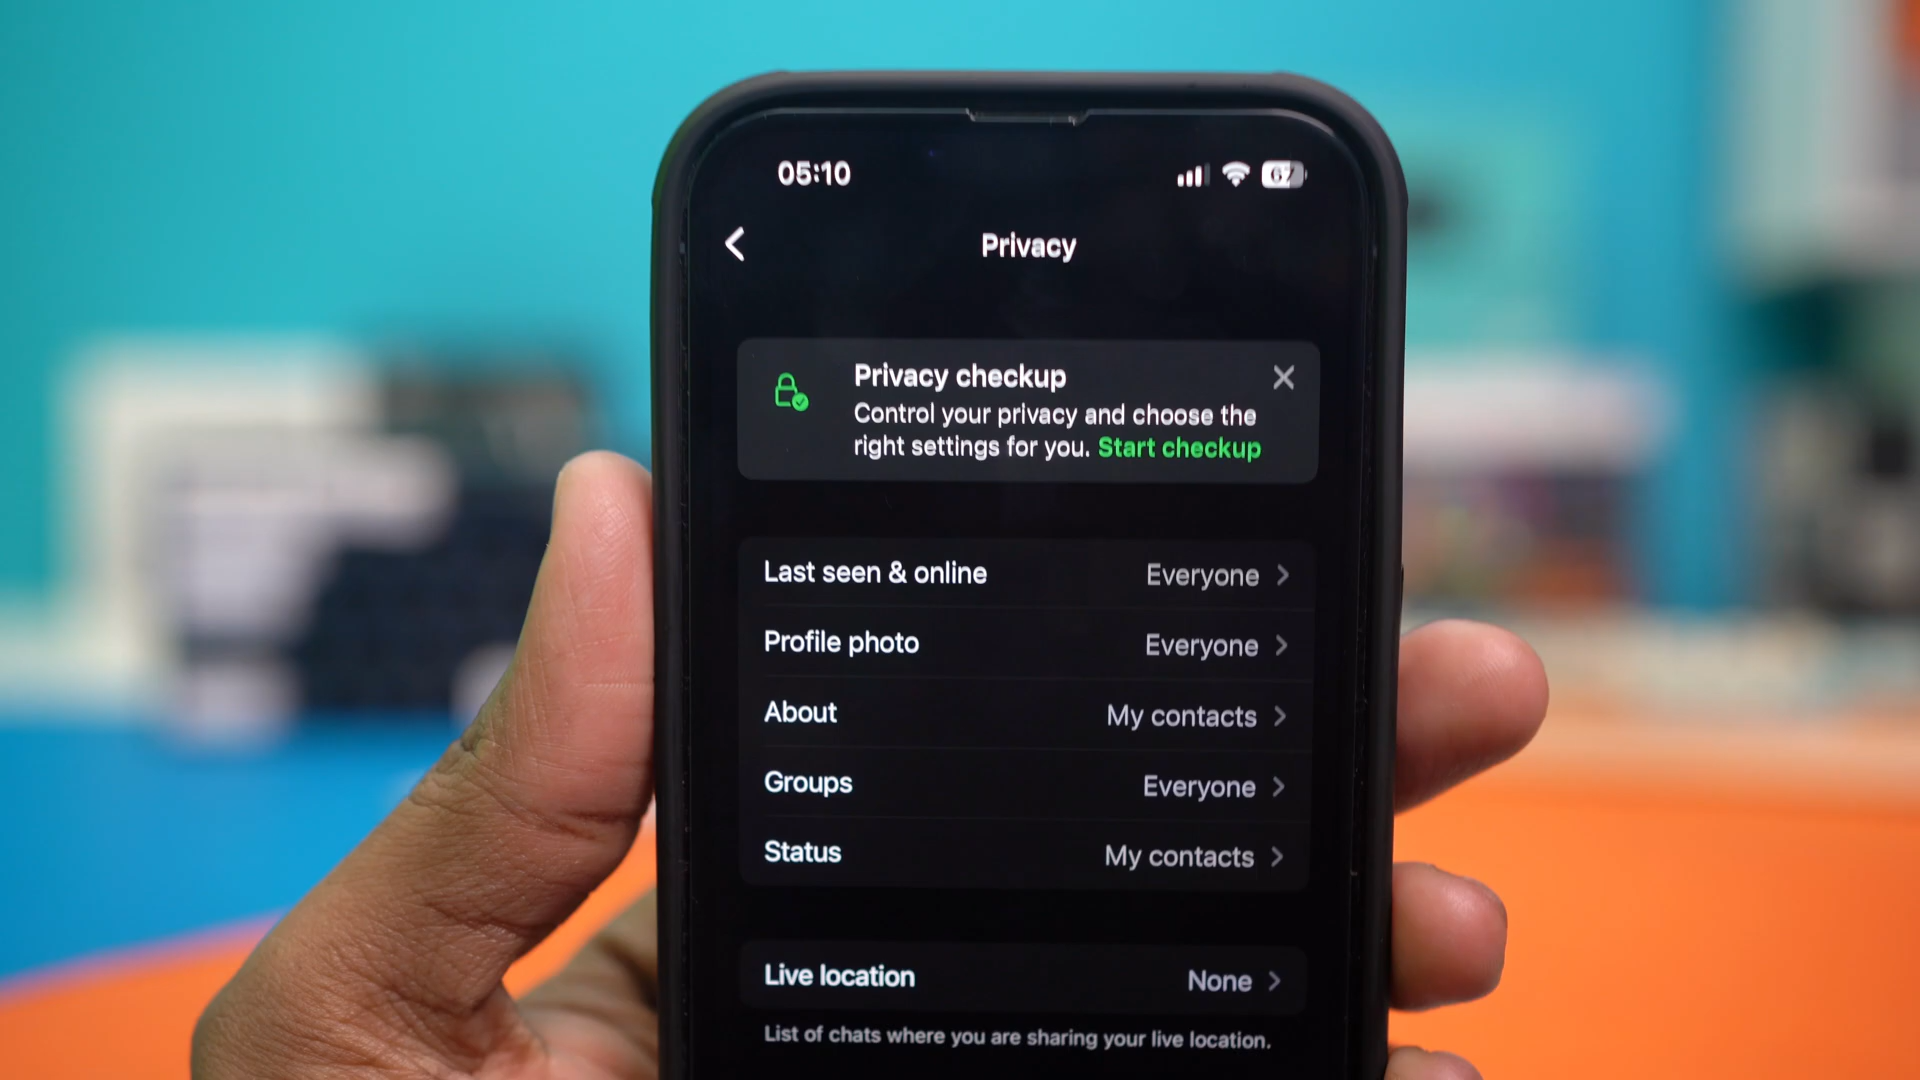 05:10
67
Privacy
Privacy checkup
Control your privacy and choose the
right settings for you. Start checkup
Last seen & online Everyone
Profile photo Everyone
About My contacts
Groups Everyone
Status My contacts
Live location None
List of chats where you are sharing your live location.